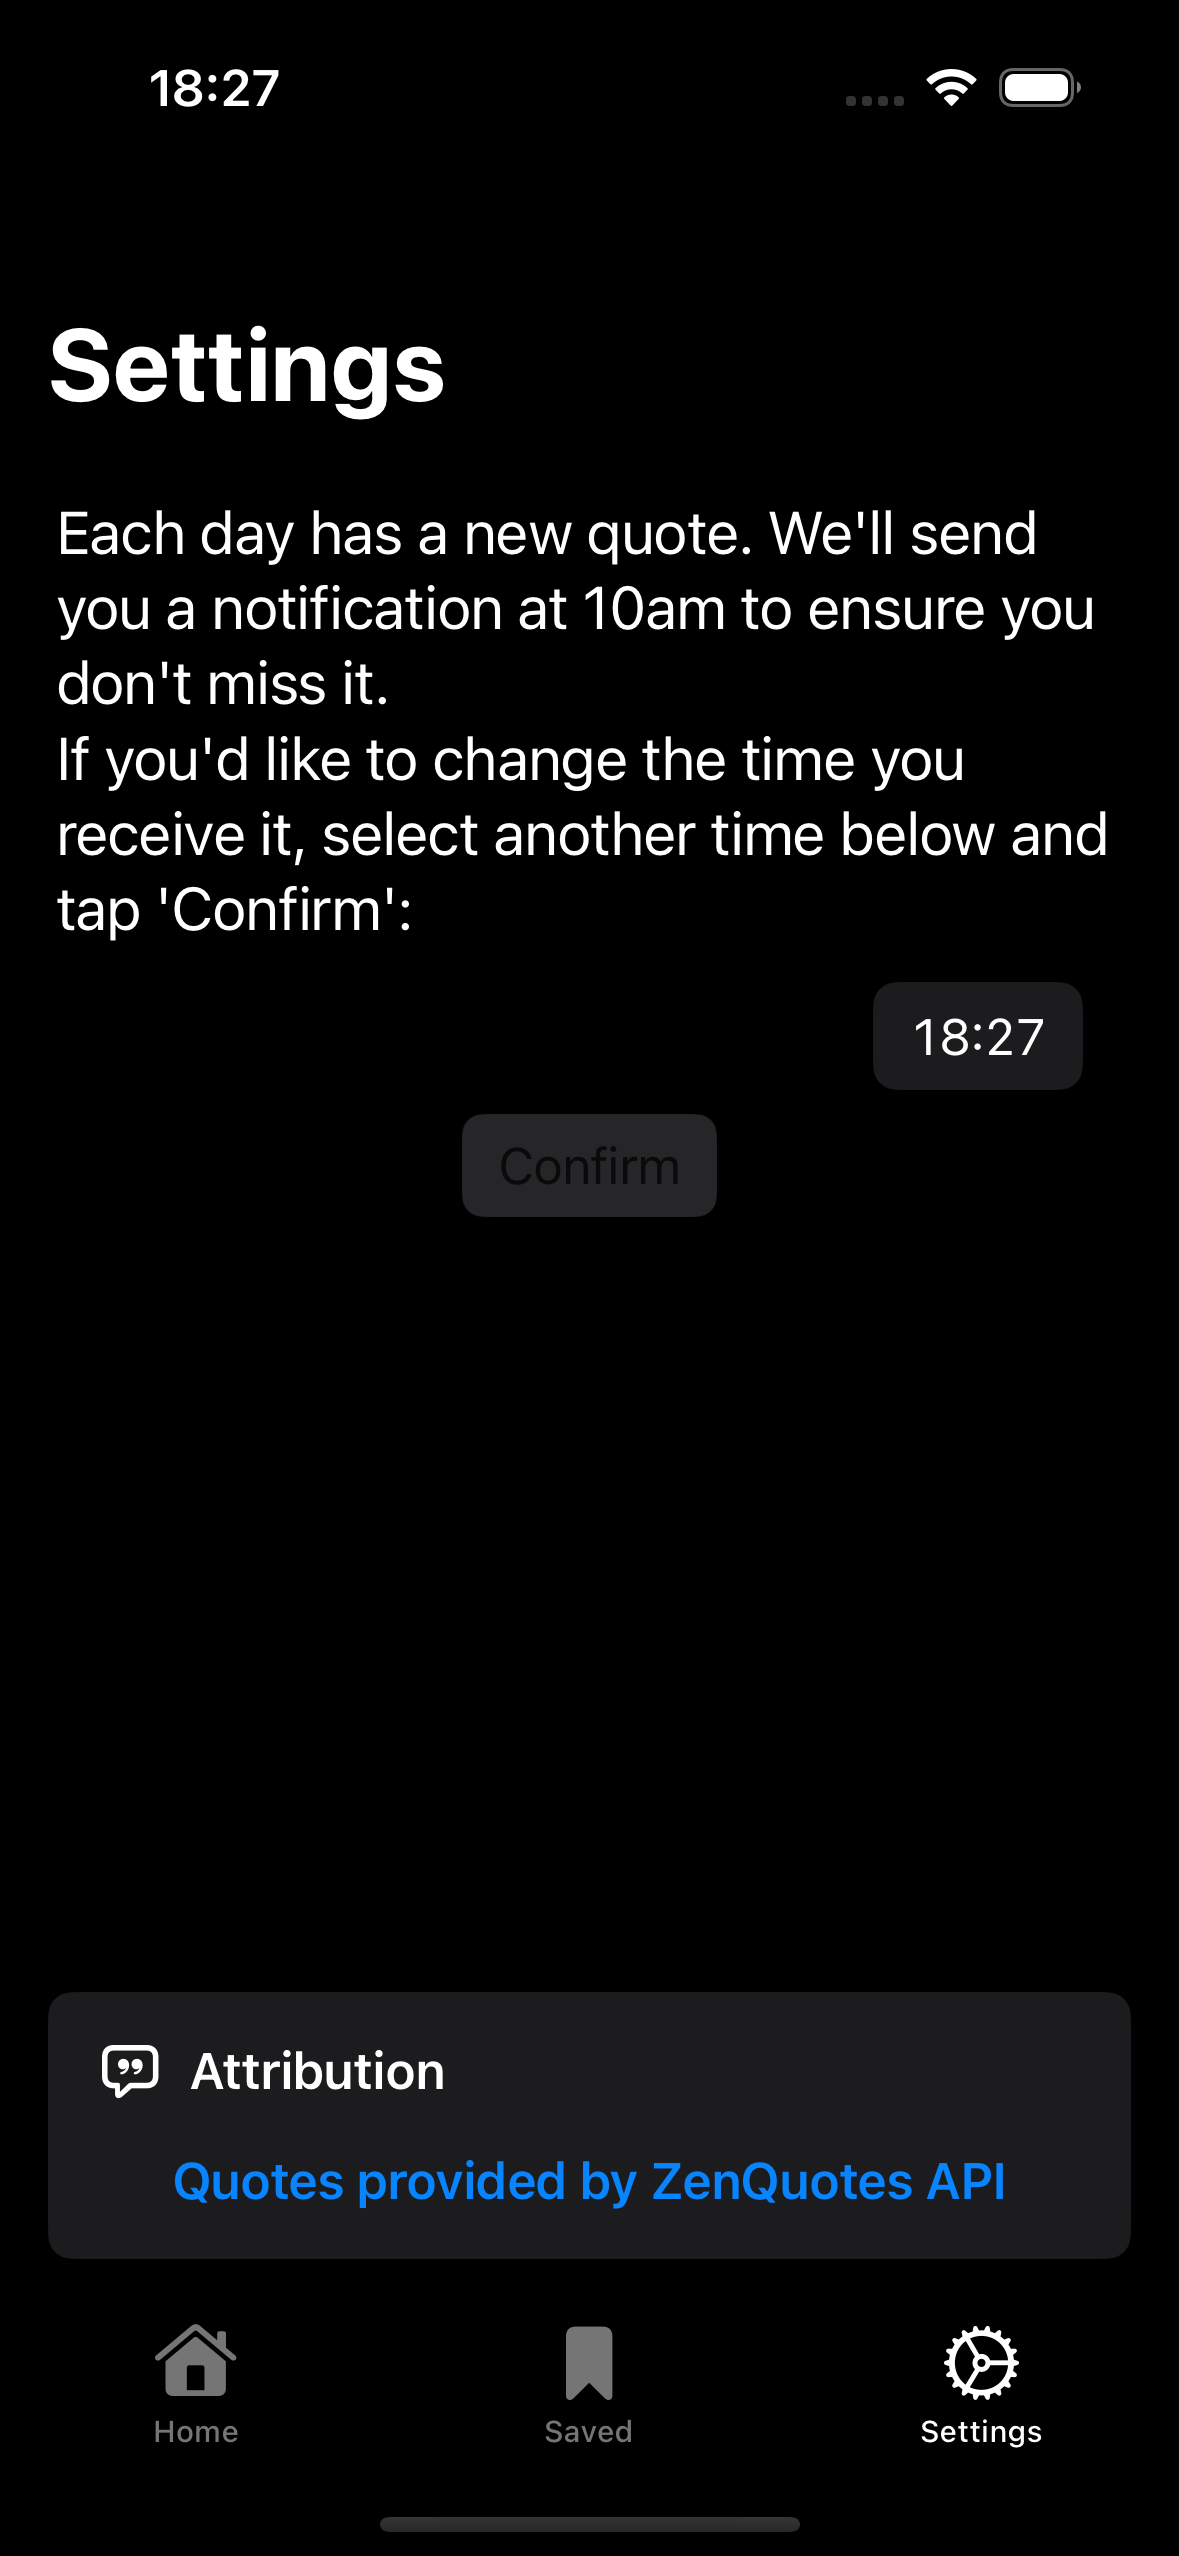 18:27
Settings
Each day has a new quote. We'll send
you a notification at 10am to ensure you
don't miss it.
If you'd like to change the time you
receive it, select another time below and
tap 'Confirm':
18:27
Confirm
Attribution
Quotes provided by ZenQuotes API
Home
Saved
Settings